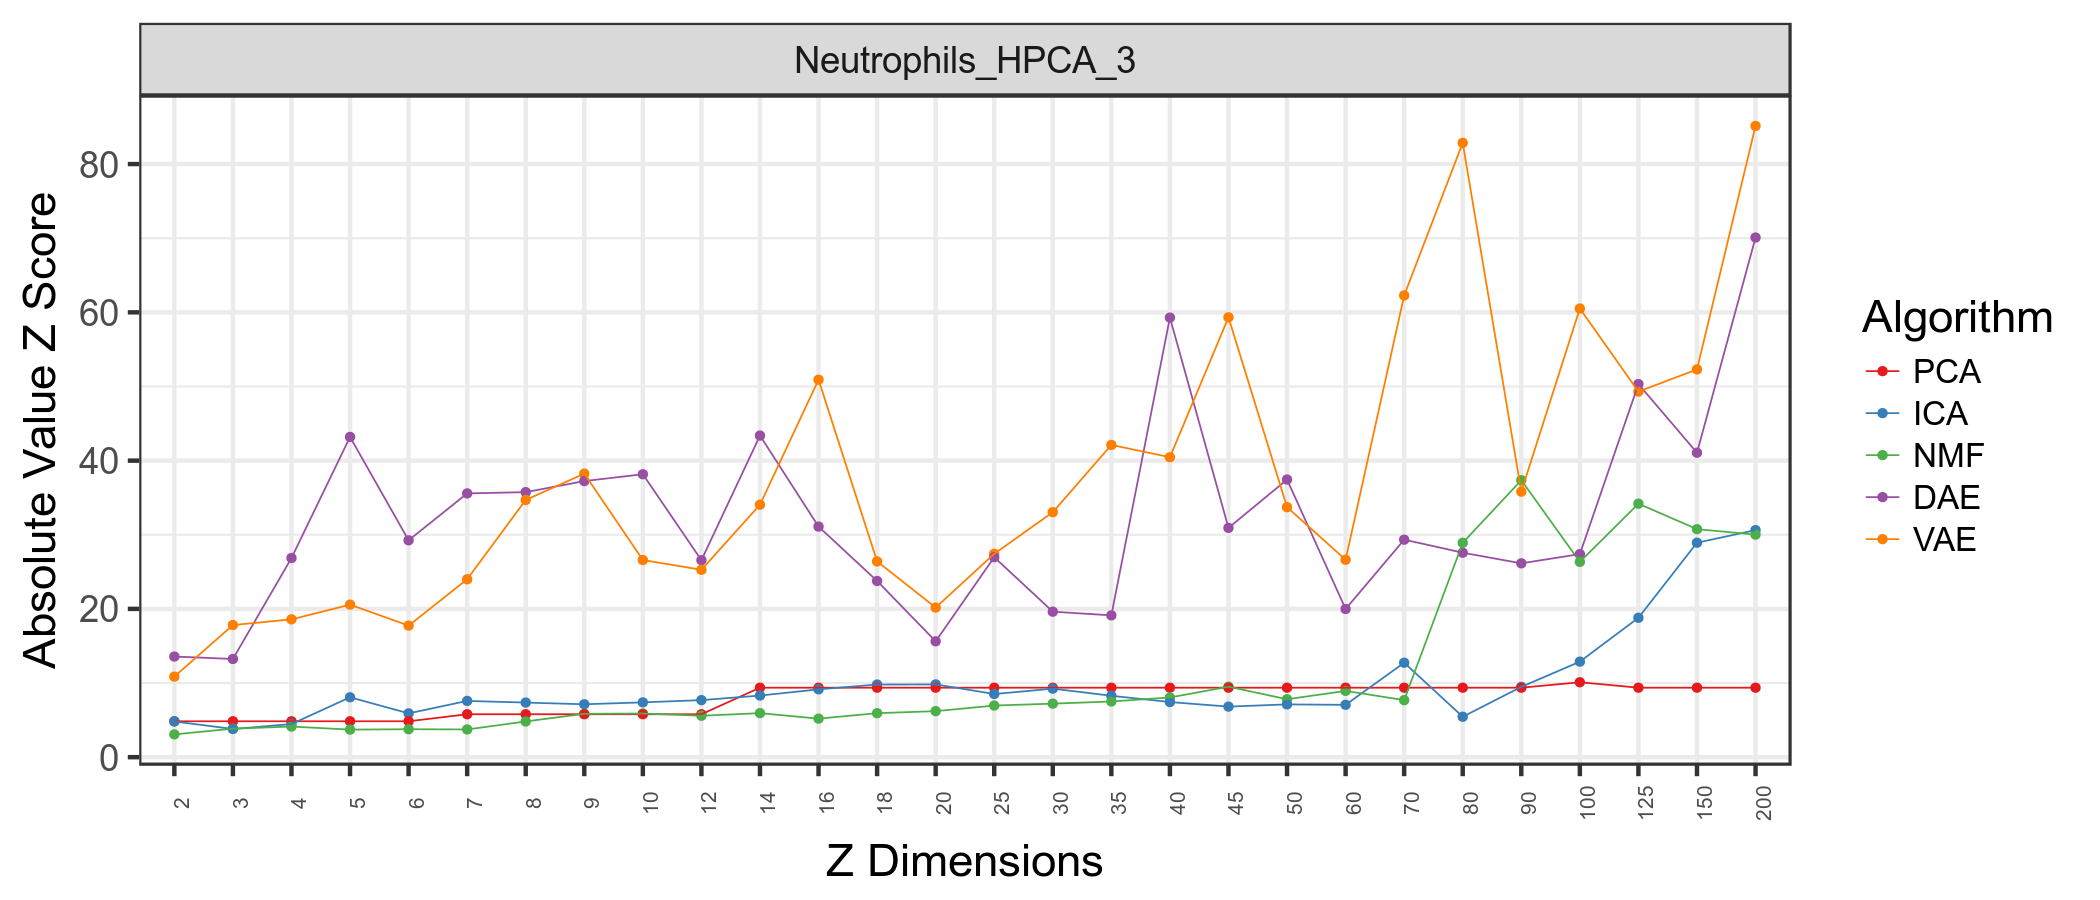 Neutrophils_HPCA_3
Absolute Value Z Score
80
60
40
20
0
2 3 4 5 6 7 8 9 10 12 14 16 18 20 25 30 35 40 45 50 60 70 80 90 100 125 150 200
Z Dimensions
Algorithm
PCA
ICA
NMF
DAE
VAE